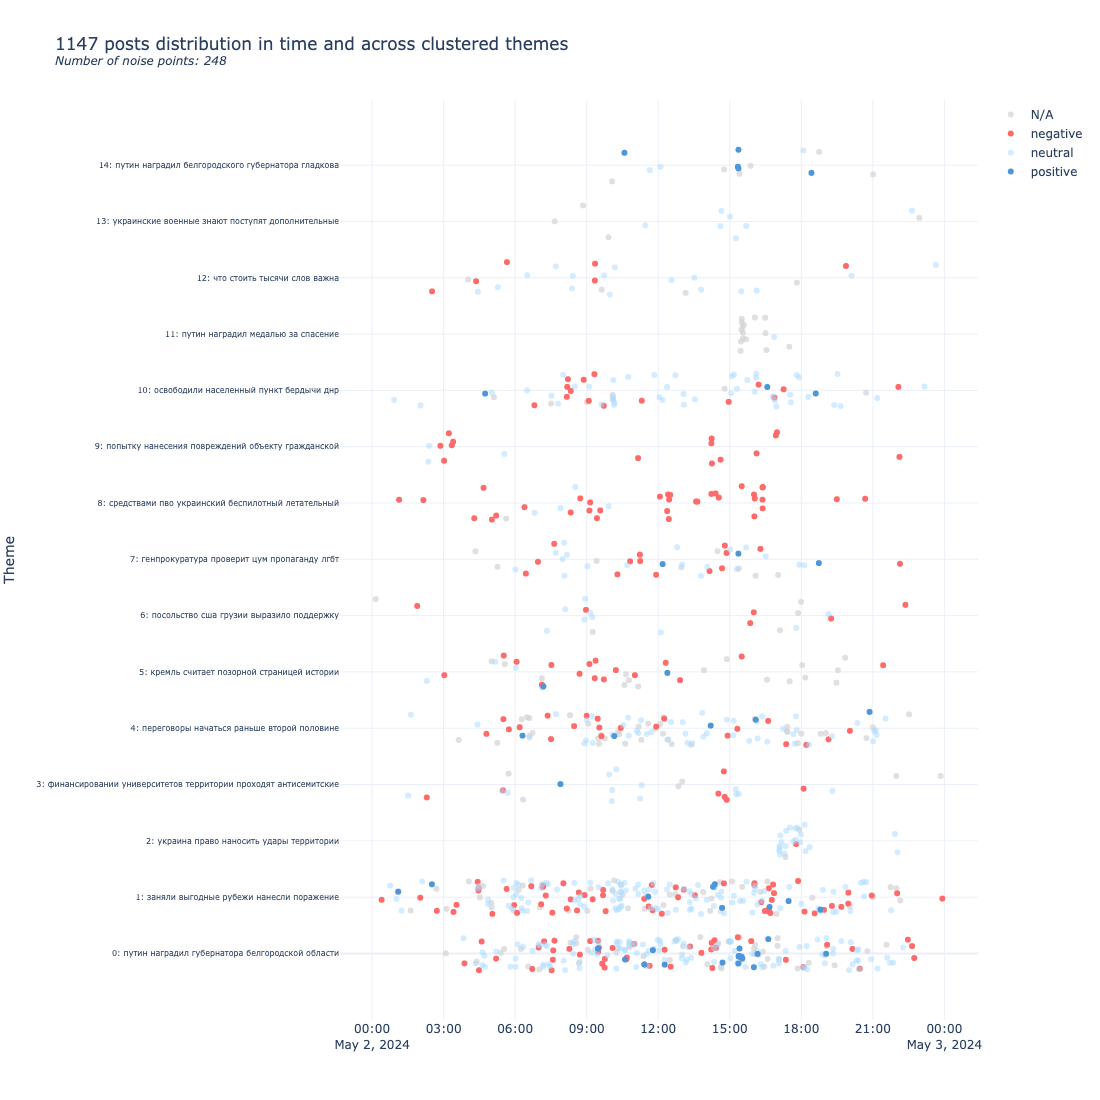 1147 posts distribution in time and across clustered themes
Number of noise points: 248
N/A
negative
neutral
positive
Theme
14: путин наградил белгородского губернатора гладкова
13: украинские военные знают поступят дополнительные
12: что стоить тысячи слов важна
11: путин наградил медалью за спасение
10: освободили населенный пункт бердычи днр
9: попытку нанесения повреждений объекту гражданской
8: средствами пво украинский беспилотный летательный
7: генпрокуратура проверит цум пропаганду лгбт
6: посольство сша грузии выразило поддержку
5: кремль считает позорной страницей истории
4: переговоры начаться раньше второй половине
3: финансировании университетов территории проходят антисемитские
2: украина право наносить удары территории
1: заняли выгодные рубежи нанесли поражение
0: путин наградил губернатора белгородской области
00:00 03:00 06:00 09:00 12:00 15:00 18:00 21:00 00:00
May 2, 2024 May 3, 2024